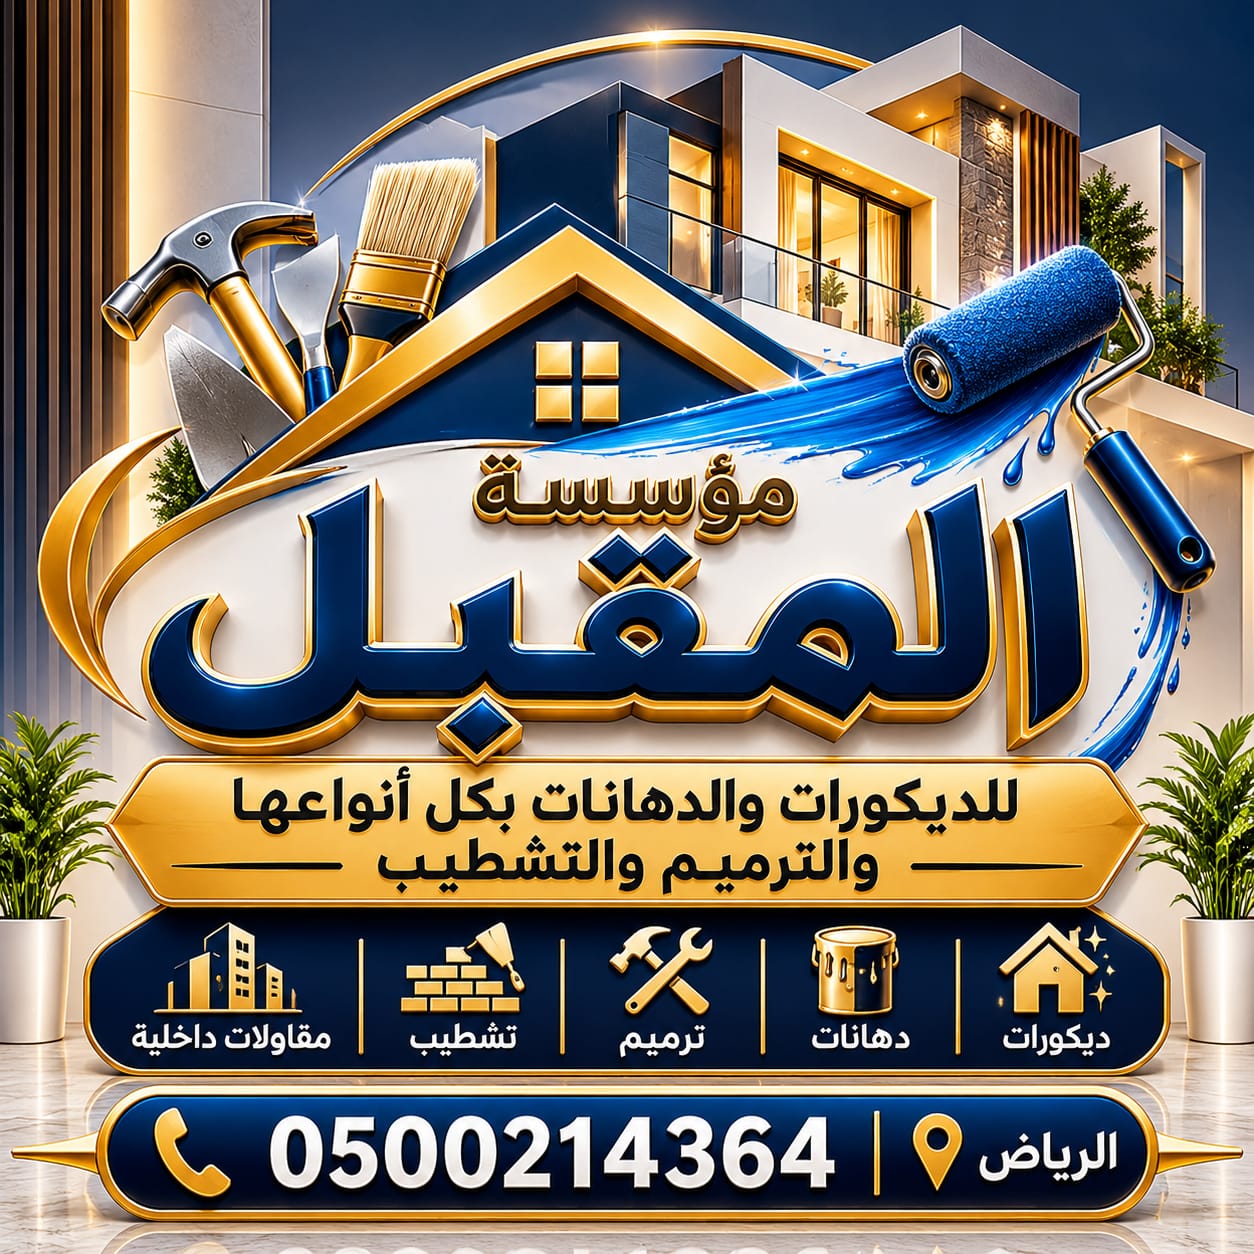 مؤسسة
المقبل
للديكورات والدهانات بكل أنواعها
والترميم والتشطيب
ديكورات
دهانات
ترميم
تشطيب
مقاولات داخلية
الرياض
0500214364